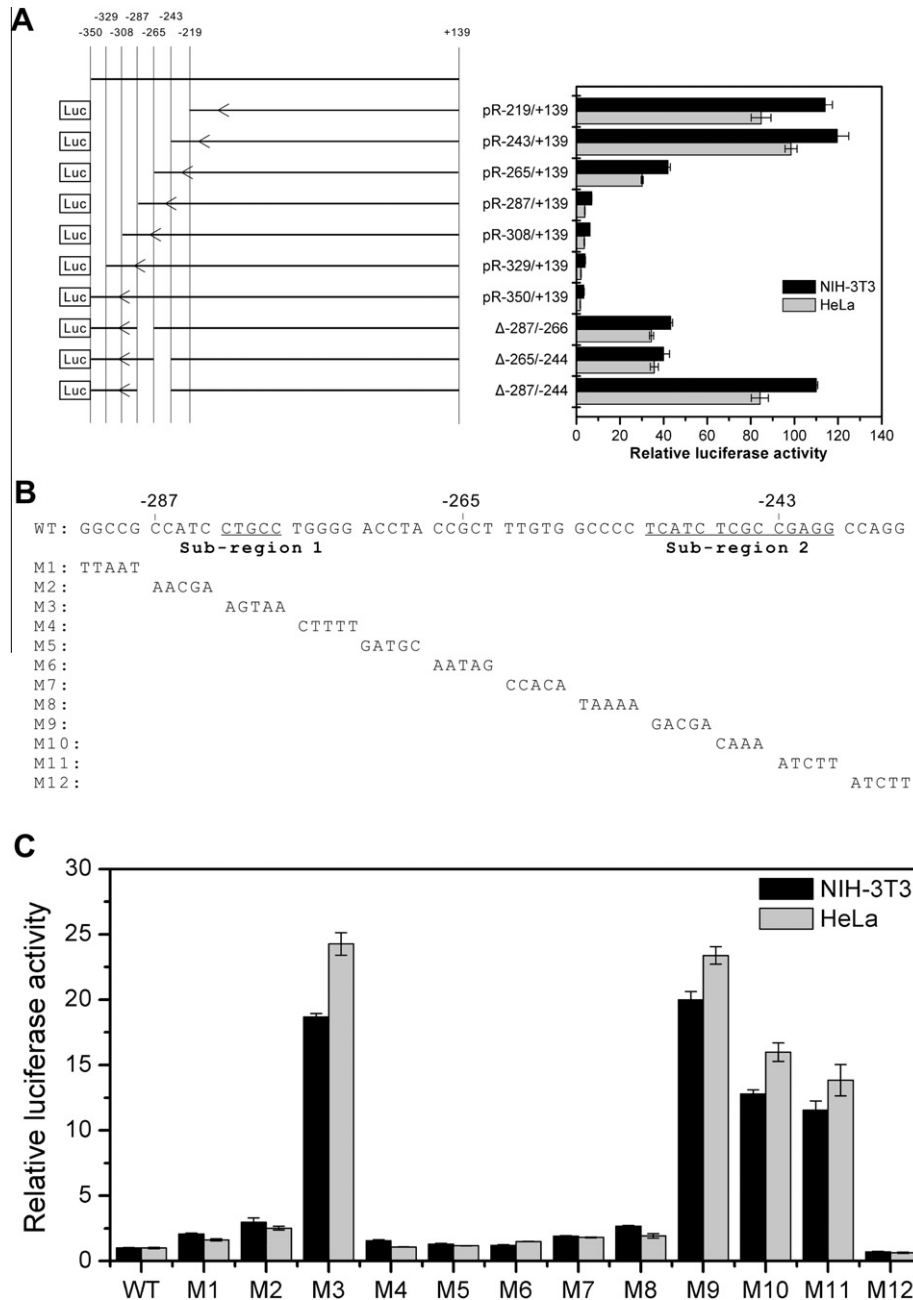 A
-329 -287 -243
-350 -308 -265 -219 +139
Luc pR-219/+139
Luc pR-243/+139
Luc pR-265/+139
Luc pR-287/+139
Luc pR-308/+139
Luc pR-329/+139
Luc pR-350/+139
Luc Δ-287/-266
Luc Δ-265/-244
Luc Δ-287/-244
NIH-3T3
HeLa
0 20 40 60 80 100 120 140
Relative luciferase activity
B
-287 -265 -243
WT: GGCCG CCATC CTGCC TGGGG ACCTA CCGCT TTGTG GCCCC TCATC TCGC CGAGG CCAGG
Sub-region 1 Sub-region 2
M1: TTAAT
M2: AACGA
M3: AGTAA
M4: CTTTT
M5: GATGC
M6: AATAG
M7: CCACA
M8: TAAAA
M9: GACGA
M10: CAAA
M11: ATCTT
M12: ATCTT
C
Relative luciferase activity
30
25
20
15
10
5
0
NIH-3T3
HeLa
WT M1 M2 M3 M4 M5 M6 M7 M8 M9 M10 M11 M12